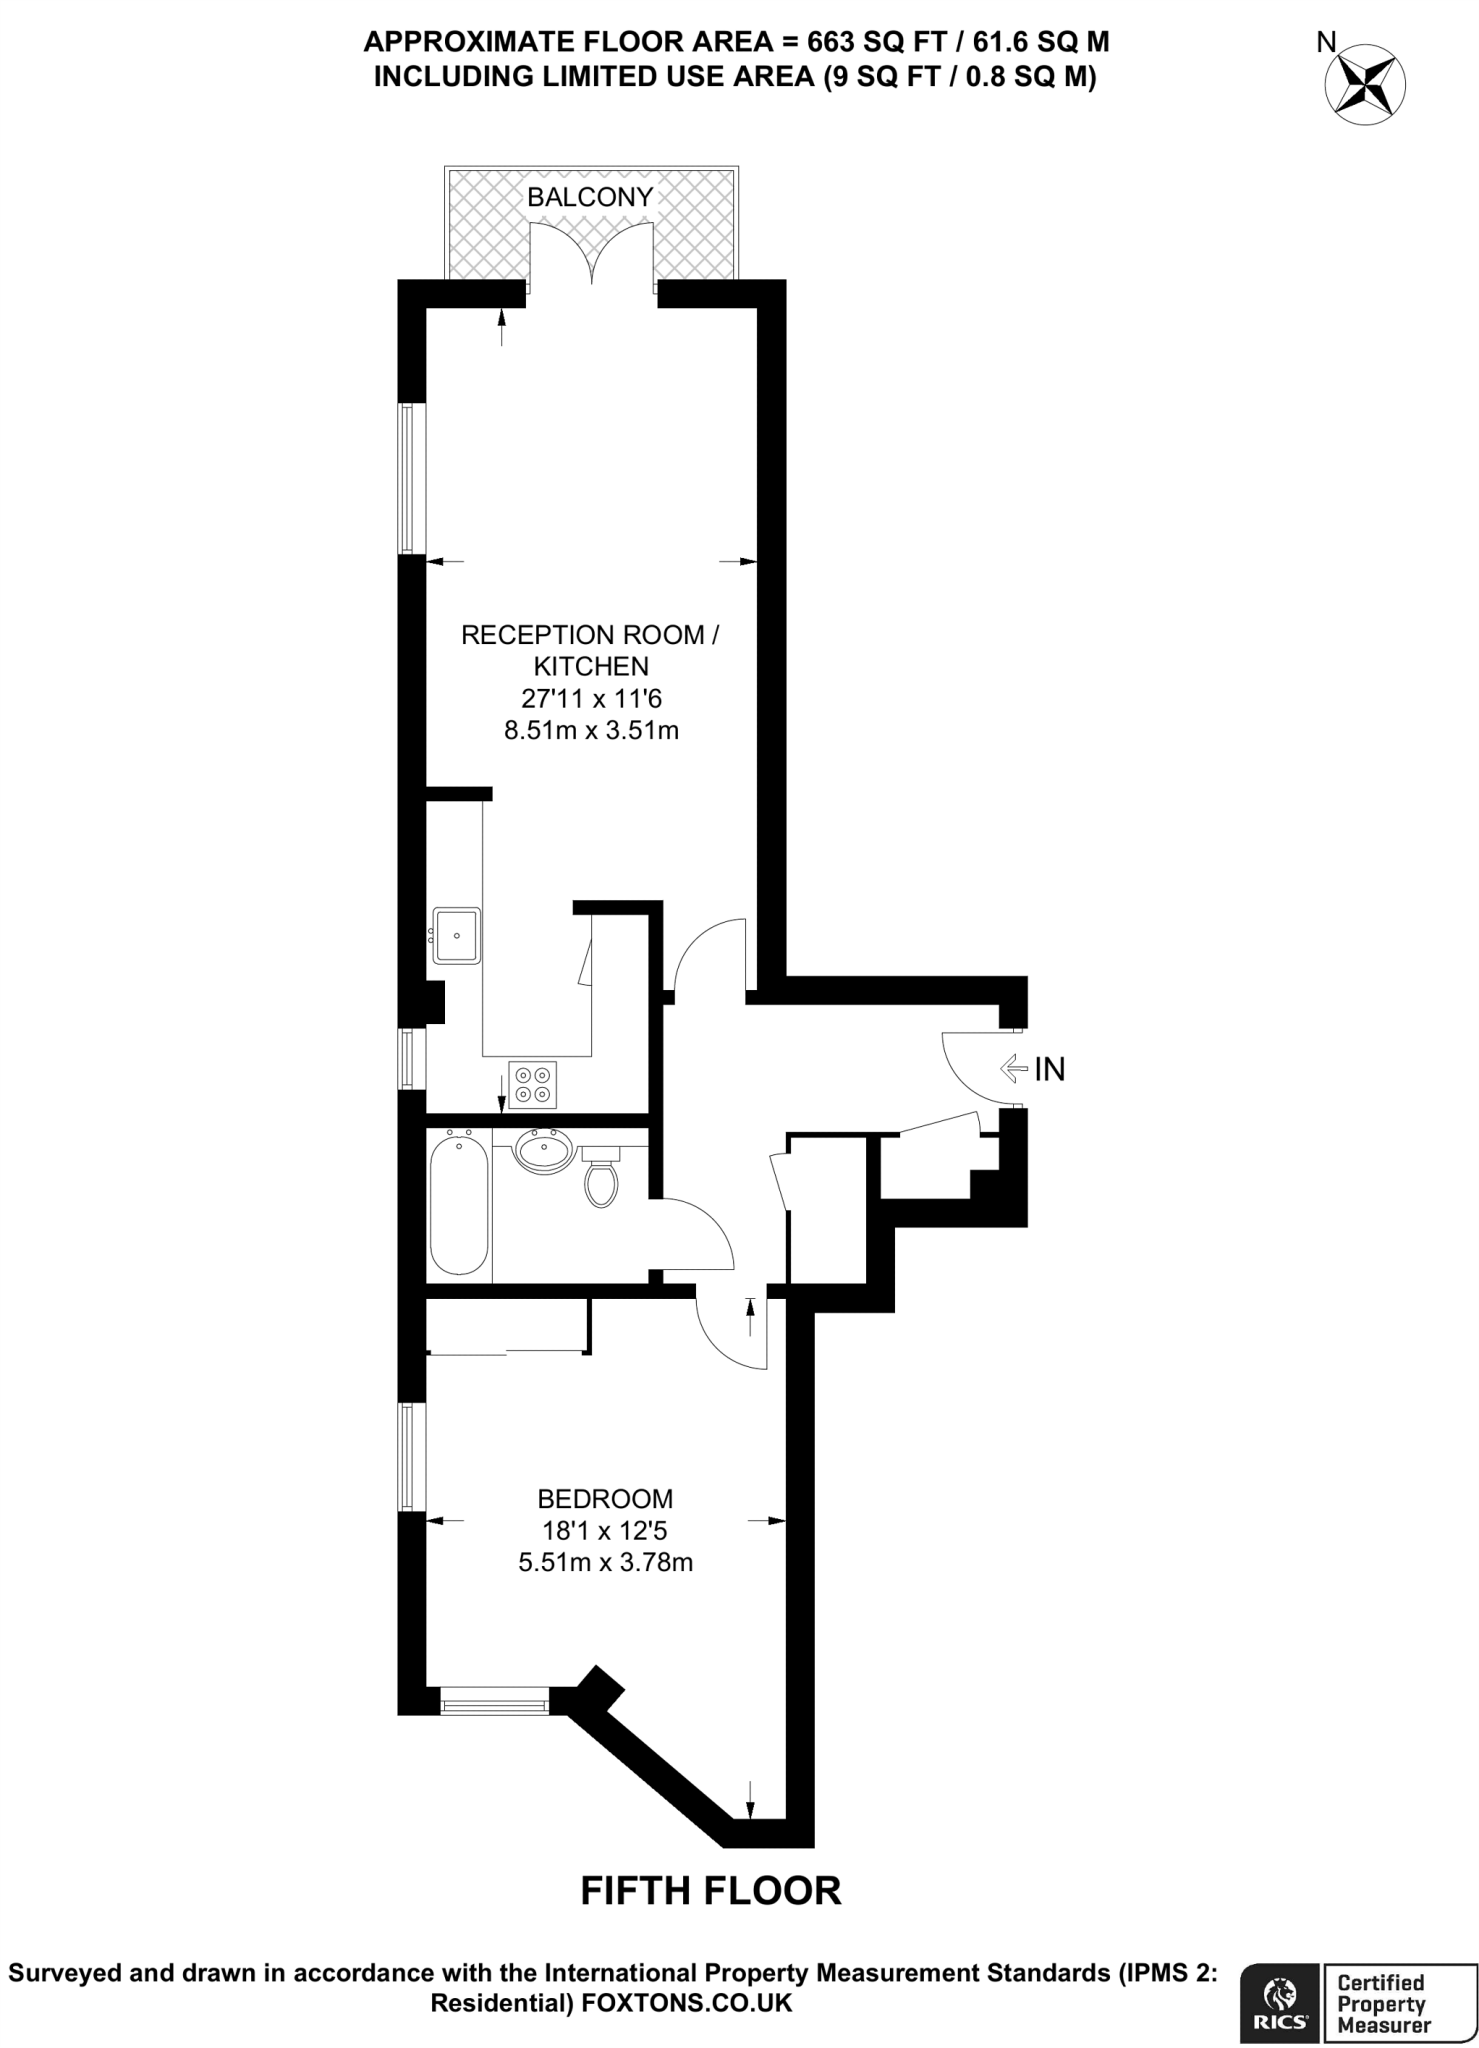 APPROXIMATE FLOOR AREA = 663 SQ FT / 61.6 SQ M
INCLUDING LIMITED USE AREA (9 SQ FT / 0.8 SQ M)
N
BALCONY
RECEPTION ROOM /
KITCHEN
27'11 x 11'6
8.51m x 3.51m
IN
BEDROOM
18'1 x 12'5
5.51m x 3.78m
FIFTH FLOOR
Surveyed and drawn in accordance with the International Property Measurement Standards (IPMS 2:
Residential) FOXTONS.CO.UK
RICS
Certified
Property
Measurer